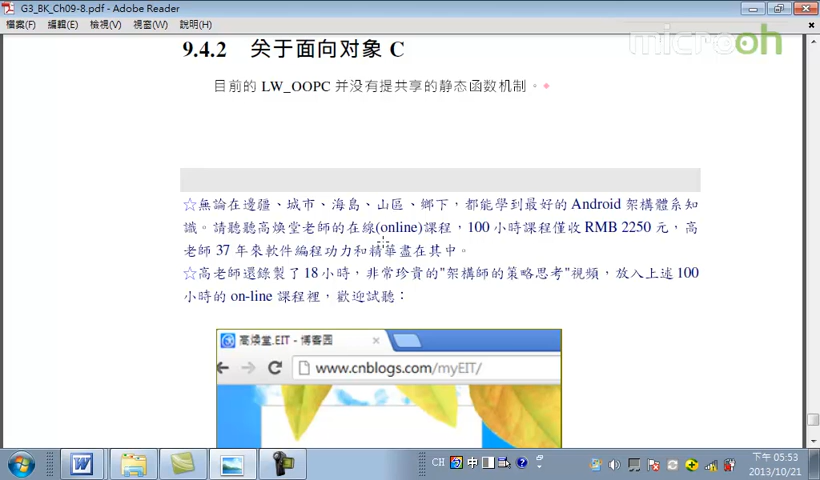 G3_BK_Ch09-8.pdf - Adobe Reader
檔案(F) 編輯(E) 檢視(V) 視窗(W) 說明(H)
microoh
9.4.2 关于面向对象 C
目前的 LW_OOPC 并没有提共享的静态函数机制。
☆無論在邊疆、城市、海島、山區、鄉下，都能學到最好的 Android 架構體系知
識。請聽聽高煥堂老師的在線(online)課程，100 小時課程僅收 RMB 2250 元，高
老師 37 年來軟件編程功力和精華盡在其中。
☆高老師還錄製了 18 小時，非常珍貴的"架構師的策略思考"視頻，放入上述 100
小時的 on-line 課程裡，歡迎試聽：
高煥堂.EIT - 博客园
www.cnblogs.com/myEIT/
CH 中
下午 05:53
2013/10/21